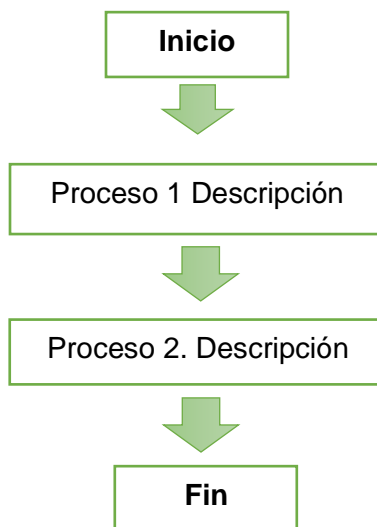 Inicio
Proceso 1 Descripción
Proceso 2. Descripción
Fin